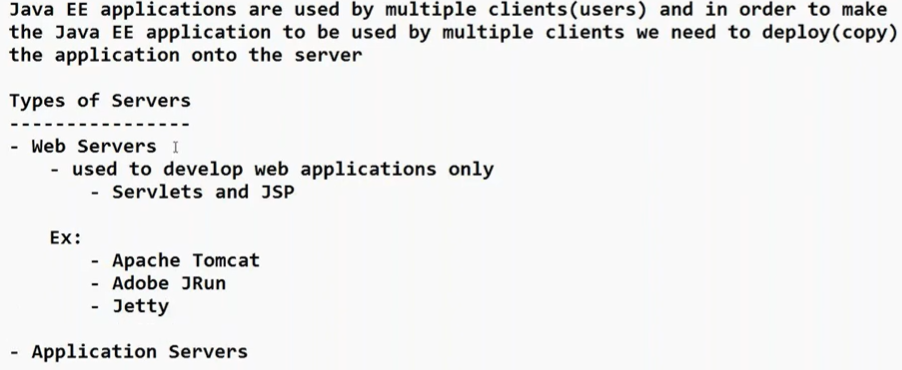 Java EE applications are used by multiple clients(users) and in order to make
the Java EE application to be used by multiple clients we need to deploy(copy)
the application onto the server
Types of Servers
----------------
- Web Servers
- used to develop web applications only
- Servlets and JSP
Ex:
- Apache Tomcat
- Adobe JRun
- Jetty
- Application Servers